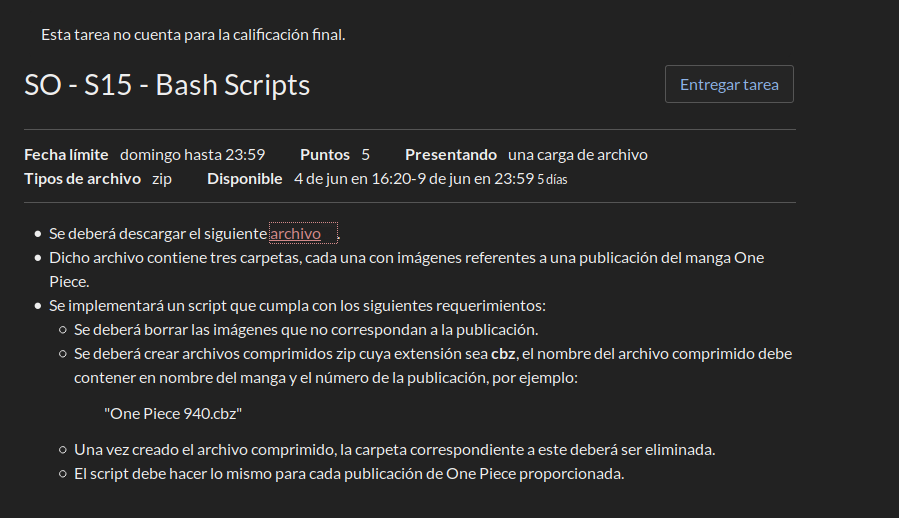 Esta tarea no cuenta para la calificación final.
SO - S15 - Bash Scripts
Entregar tarea
Fecha límite domingo hasta 23:59 Puntos 5 Presentando una carga de archivo
Tipos de archivo zip Disponible 4 de jun en 16:20-9 de jun en 23:59 5 días
• Se deberá descargar el siguiente archivo .
• Dicho archivo contiene tres carpetas, cada una con imágenes referentes a una publicación del manga One
Piece.
• Se implementará un script que cumpla con los siguientes requerimientos:
○ Se deberá borrar las imágenes que no correspondan a la publicación.
○ Se deberá crear archivos comprimidos zip cuya extensión sea cbz, el nombre del archivo comprimido debe
contener en nombre del manga y el número de la publicación, por ejemplo:
"One Piece 940.cbz"
○ Una vez creado el archivo comprimido, la carpeta correspondiente a este deberá ser eliminada.
○ El script debe hacer lo mismo para cada publicación de One Piece proporcionada.